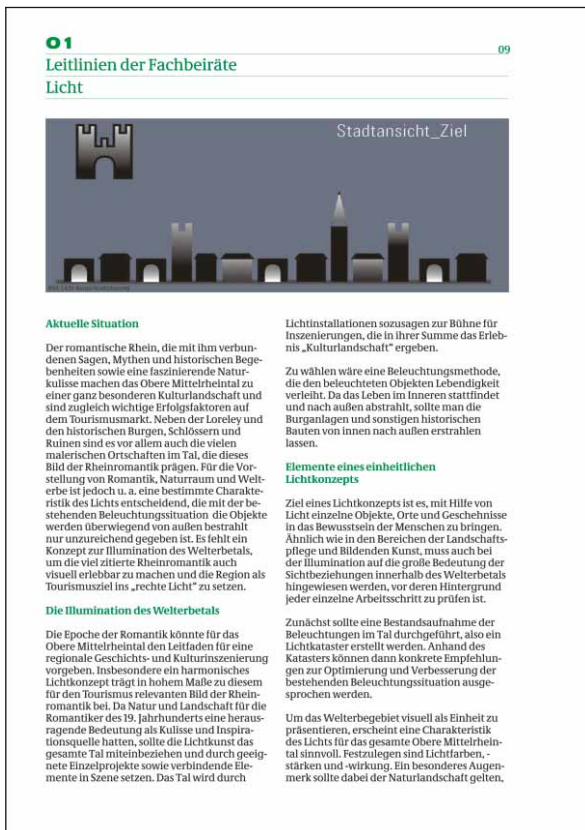 01
09
Leitlinien der Fachbeiräte
Licht
Stadtansicht_Ziel
Aktuelle Situation
Der romantische Rhein, die mit ihm verbun-
denen Sagen, Mythen und historischen Bege-
benheiten sowie eine faszinierende Natur-
kulisse machen das Obere Mittelrheintal zu
einer ganz besonderen Kulturlandschaft und
sind zugleich wichtige Erfolgsfaktoren auf
dem Tourismusmarkt. Neben der Loreley und
den historischen Burgen, Schlössern und
Ruinen sind es vor allem auch die vielen
malerischen Ortschaften im Tal, die dieses
Bild der Rheinromantik prägen. Für die Vor-
stellung von Romantik, Naturraum und Welt-
erbe ist jedoch u. a. eine bestimmte Charakte-
ristik des Lichts entscheidend, die mit der be-
stehenden Beleuchtungssituation die Objekte
werden überwiegend von außen bestrahlt
nur unzureichend gegeben ist. Es fehlt ein
Konzept zur Illumination des Welterbetals,
um die viel zitierte Rheinromantik auch
visuell erlebbar zu machen und die Region als
Tourismusziel ins „rechte Licht" zu setzen.
Die Illumination des Welterbetals
Die Epoche der Romantik könnte für das
Obere Mittelrheintal den Leitfaden für eine
regionale Geschichts- und Kulturinszenierung
vorgeben. Insbesondere ein harmonisches
Lichtkonzept trägt in hohem Maße zu diesem
für den Tourismus relevanten Bild der Rhein-
romantik bei. Da Natur und Landschaft für die
Romantiker des 19. Jahrhunderts eine heraus-
ragende Bedeutung als Kulisse und Inspira-
tionsquelle hatten, sollte die Lichtkunst das
gesamte Tal miteinbeziehen und durch geeig-
nete Einzelprojekte sowie verbindende Ele-
mente in Szene setzen. Das Tal wird durch
Lichtinstallationen sozusagen zur Bühne für
Inszenierungen, die in ihrer Summe das Erleb-
nis „Kulturlandschaft" ergeben.
Zu wählen wäre eine Beleuchtungsmethode,
die den beleuchteten Objekten Lebendigkeit
verleiht. Da das Leben im Inneren stattfindet
und nach außen abstrahlt, sollte man die
Burganlagen und sonstigen historischen
Bauten von innen nach außen erstrahlen
lassen.
Elemente eines einheitlichen
Lichtkonzepts
Ziel eines Lichtkonzepts ist es, mit Hilfe von
Licht einzelne Objekte, Orte und Geschehnisse
in das Bewusstsein der Menschen zu bringen.
Ähnlich wie in den Bereichen der Landschafts-
pflege und Bildenden Kunst, muss auch bei
der Illumination auf die große Bedeutung der
Sichtbeziehungen innerhalb des Welterbetals
hingewiesen werden, vor deren Hintergrund
jeder einzelne Arbeitsschritt zu prüfen ist.
Zunächst sollte eine Bestandsaufnahme der
Beleuchtungen im Tal durchgeführt, also ein
Lichtkataster erstellt werden. Anhand des
Katasters können dann konkrete Empfehlun-
gen zur Optimierung und Verbesserung der
bestehenden Beleuchtungssituation ausge-
sprochen werden.
Um das Welterbegebiet visuell als Einheit zu
präsentieren, erscheint eine Charakteristik
des Lichts für das gesamte Obere Mittelrhein-
tal sinnvoll. Festzulegen sind Lichtfarben, -
stärken und -wirkung. Ein besonderes Augen-
merk sollte dabei der Naturlandschaft gelten,